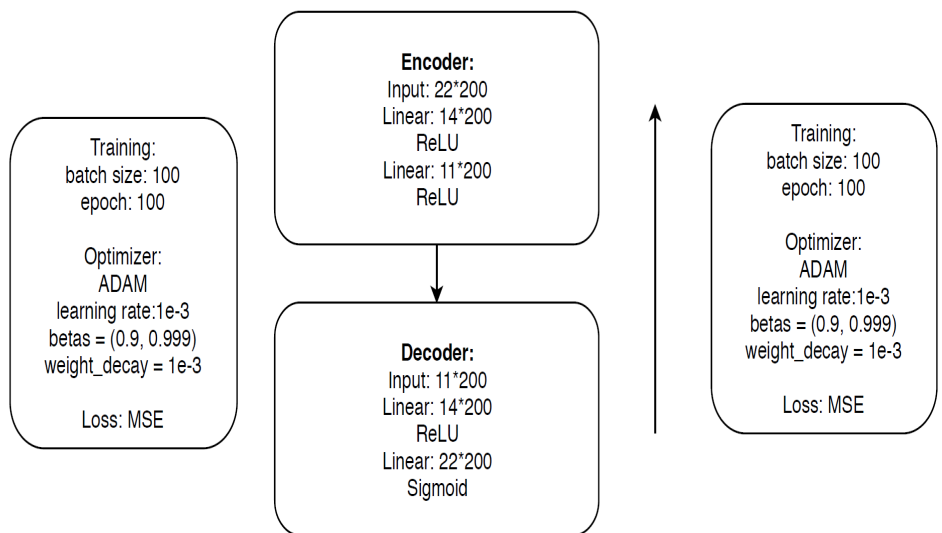 Training:
batch size: 100
epoch: 100
Optimizer:
ADAM
learning rate:1e-3
betas = (0.9, 0.999)
weight_decay = 1e-3
Loss: MSE
Encoder:
Input: 22*200
Linear: 14*200
ReLU
Linear: 11*200
ReLU
Decoder:
Input: 11*200
Linear: 14*200
ReLU
Linear: 22*200
Sigmoid
Training:
batch size: 100
epoch: 100
Optimizer:
ADAM
learning rate:1e-3
betas = (0.9, 0.999)
weight_decay = 1e-3
Loss: MSE